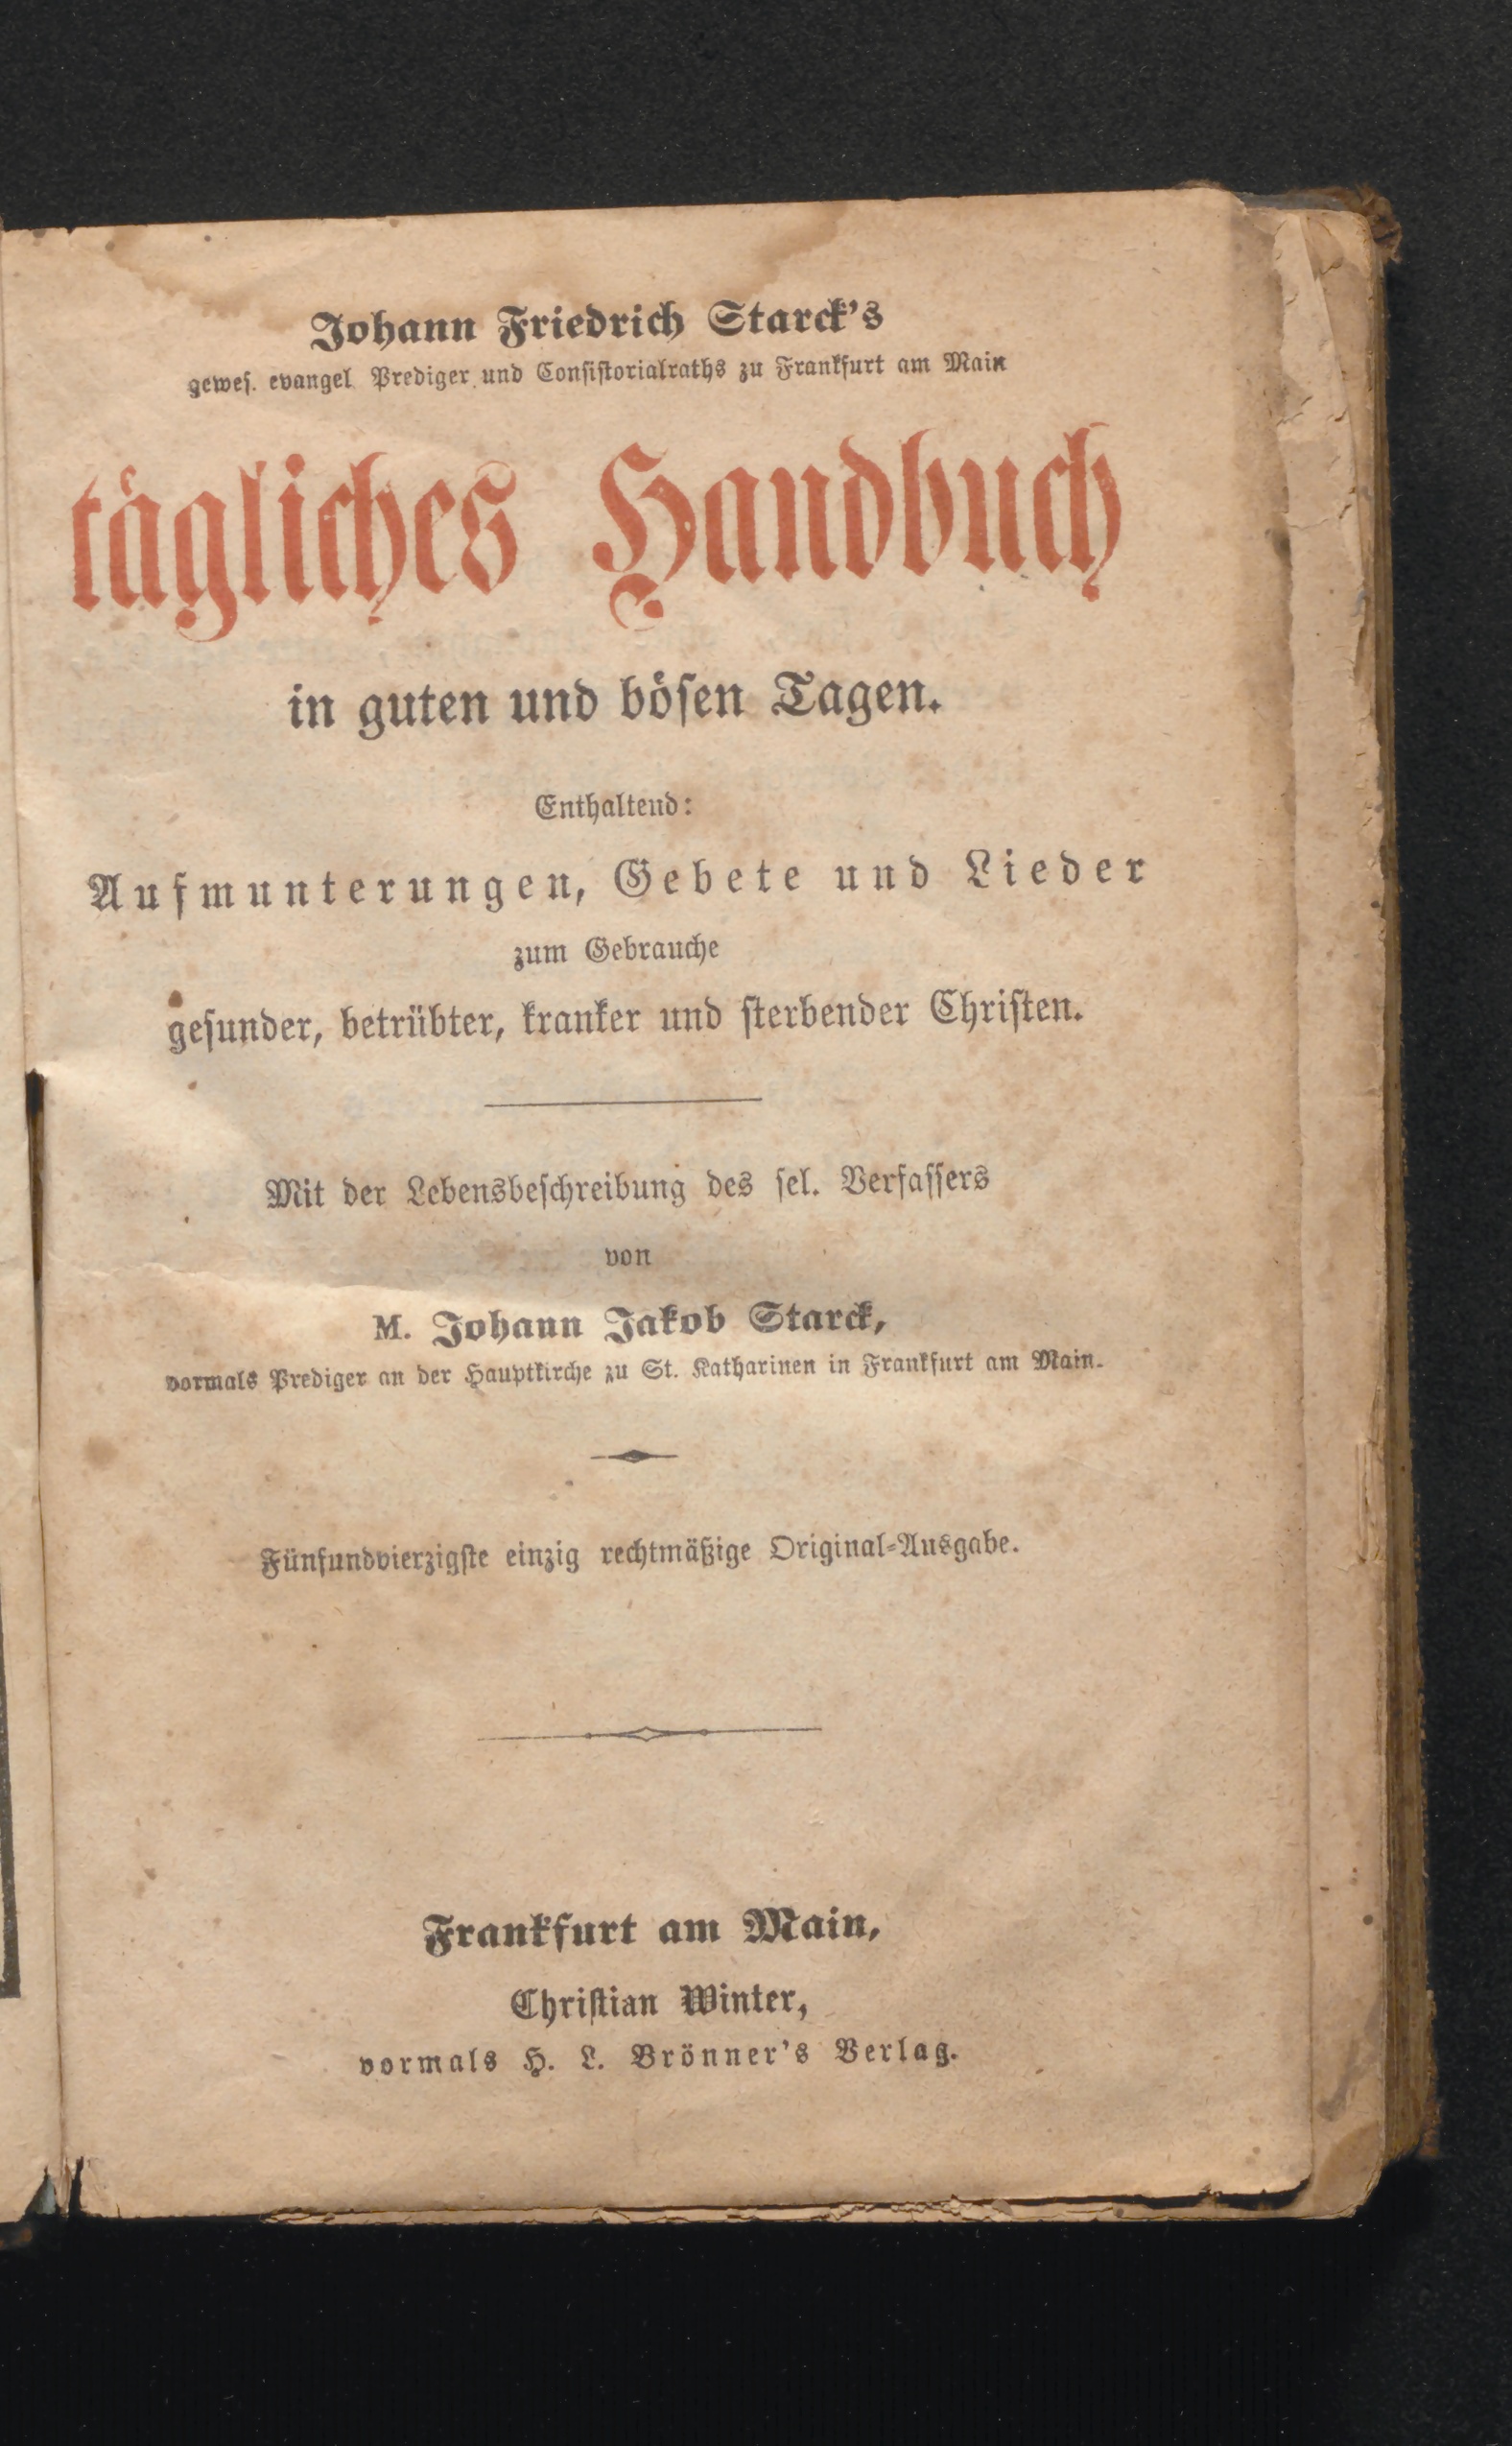 Johann Friedrich Starck's
gewes. evangel. Prediger und Consistorialraths zu Frankfurt am Main
tägliches Handbuch
in guten und bösen Tagen.
Enthaltend:
Aufmunterungen, Gebete und Lieder
zum Gebrauche
gesunder, betrübter, kranker und sterbender Christen.
Mit der Lebensbeschreibung des sel. Verfassers
von
M. Johann Jakob Starck,
vormals Prediger an der Hauptkirche zu St. Katharinen in Frankfurt am Main.
Fünfundvierzigste einzig rechtmäßige Original-Ausgabe.
Frankfurt am Main,
Christian Winter,
vormals H. L. Brönner's Verlag.